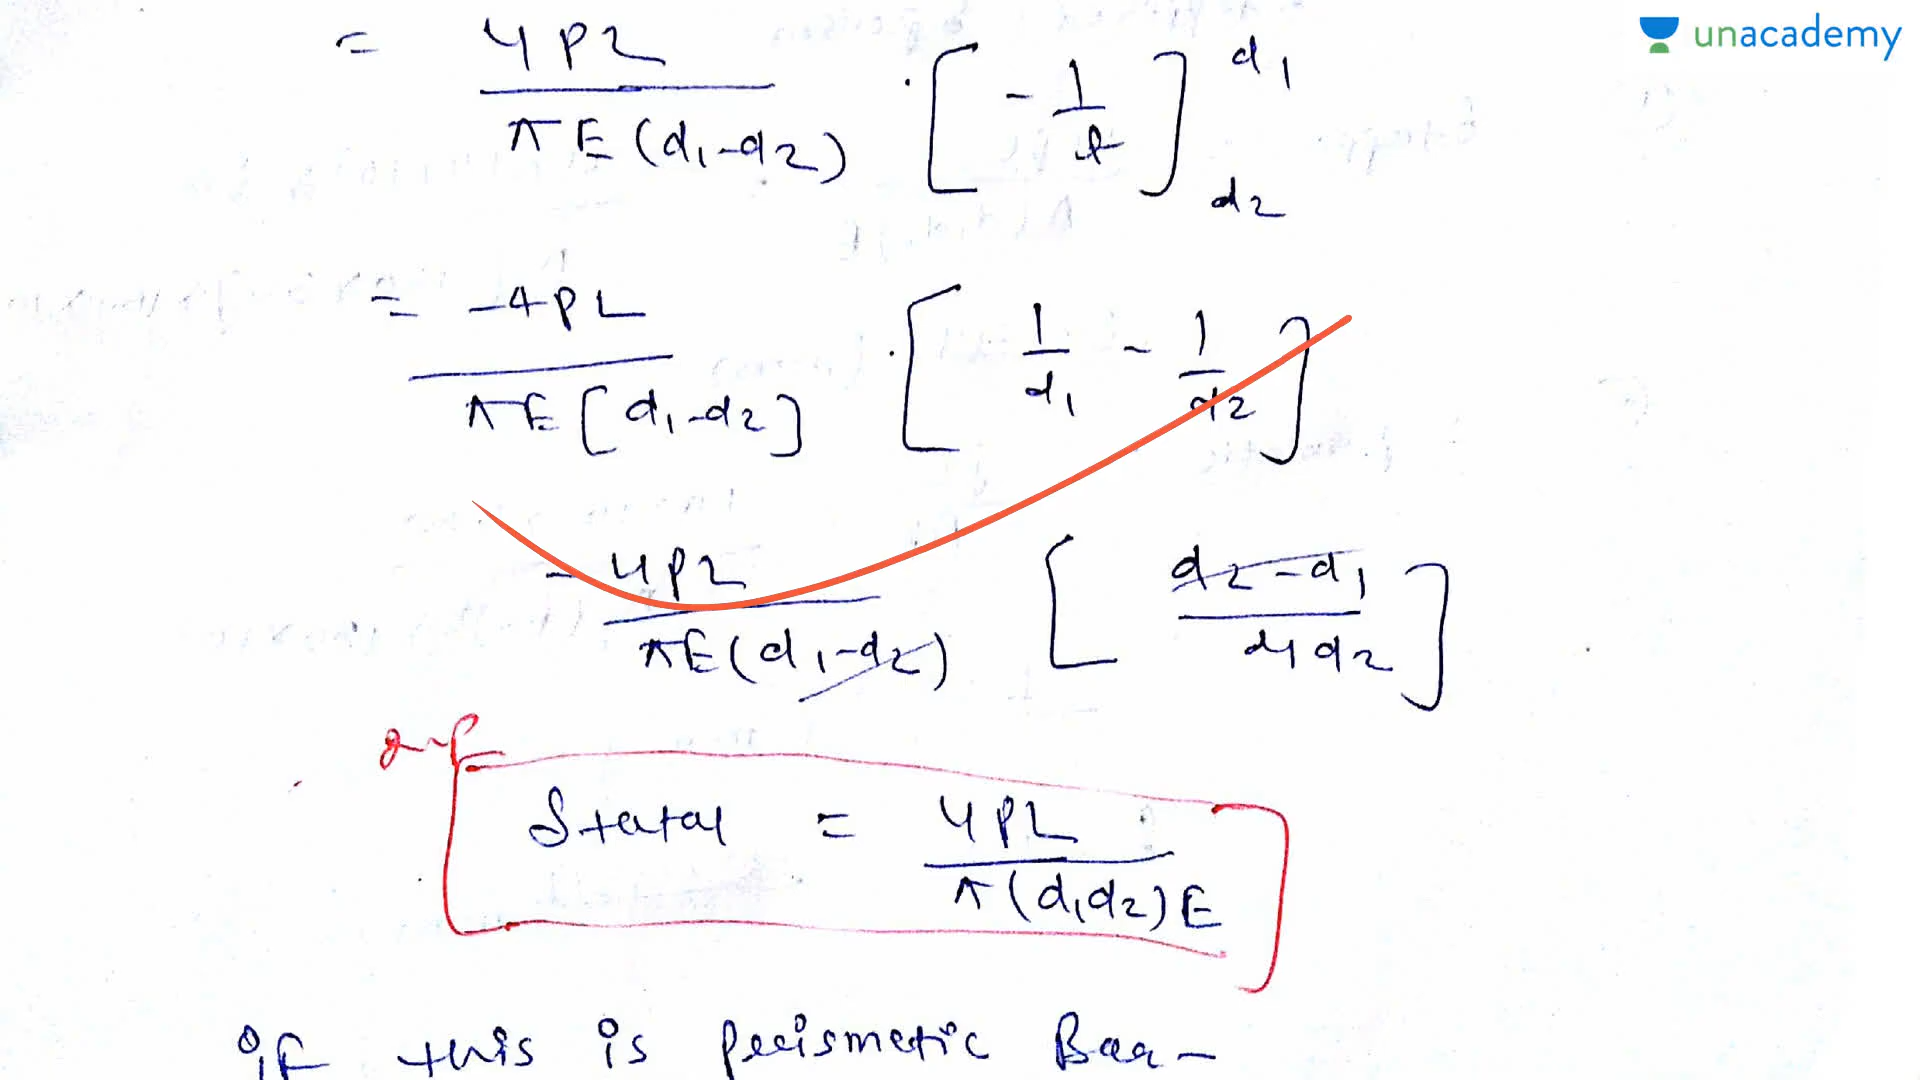 unacademy
= 4PL / πE(d1-d2) · [ -1/t ] d1 d2
= -4PL / πE[d1-d2] · [ 1/d1 - 1/d2 ]
- 4PL / πE(d1-d2) [ d2-d1 / d1d2 ]
δtotal = 4PL / π(d1d2)E
if this is prismetic Bar-